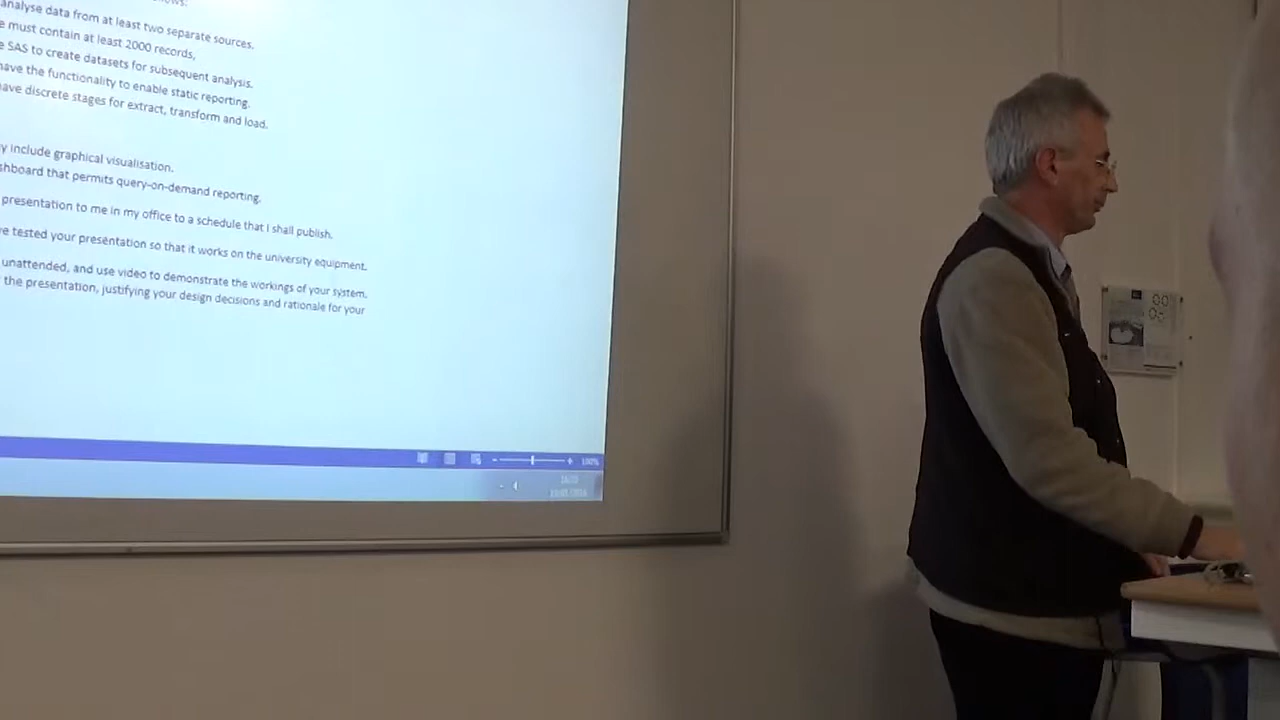 analyse data from at least two separate sources.
must contain at least 2000 records,
SAS to create datasets for subsequent analysis.
have the functionality to enable static reporting.
have discrete stages for extract, transform and load.
include graphical visualisation.
shboard that permits query-on-demand reporting.
presentation to me in my office to a schedule that I shall publish.
ve tested your presentation so that it works on the university equipment.
unattended, and use video to demonstrate the workings of your system.
the presentation, justifying your design decisions and rationale for your